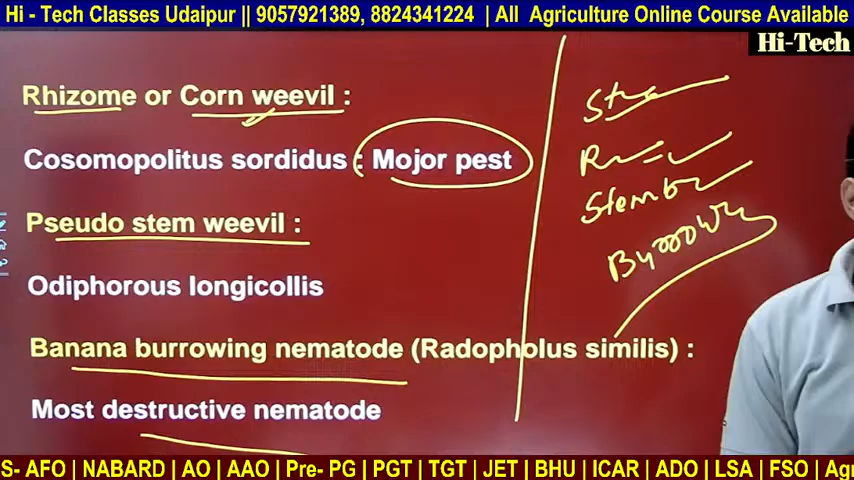 Hi - Tech Classes Udaipur || 9057921389, 8824341224 | All Agriculture Online Course Available
Hi-Tech
Rhizome or Corn weevil :
Cosomopolitus sordidus : Mojor pest
Pseudo stem weevil :
Odiphorous longicollis
Banana burrowing nematode (Radopholus similis) :
Most destructive nematode
S- AFO | NABARD | AO | AAO | Pre- PG | PGT | TGT | JET | BHU | ICAR | ADO | LSA | FSO | Agr